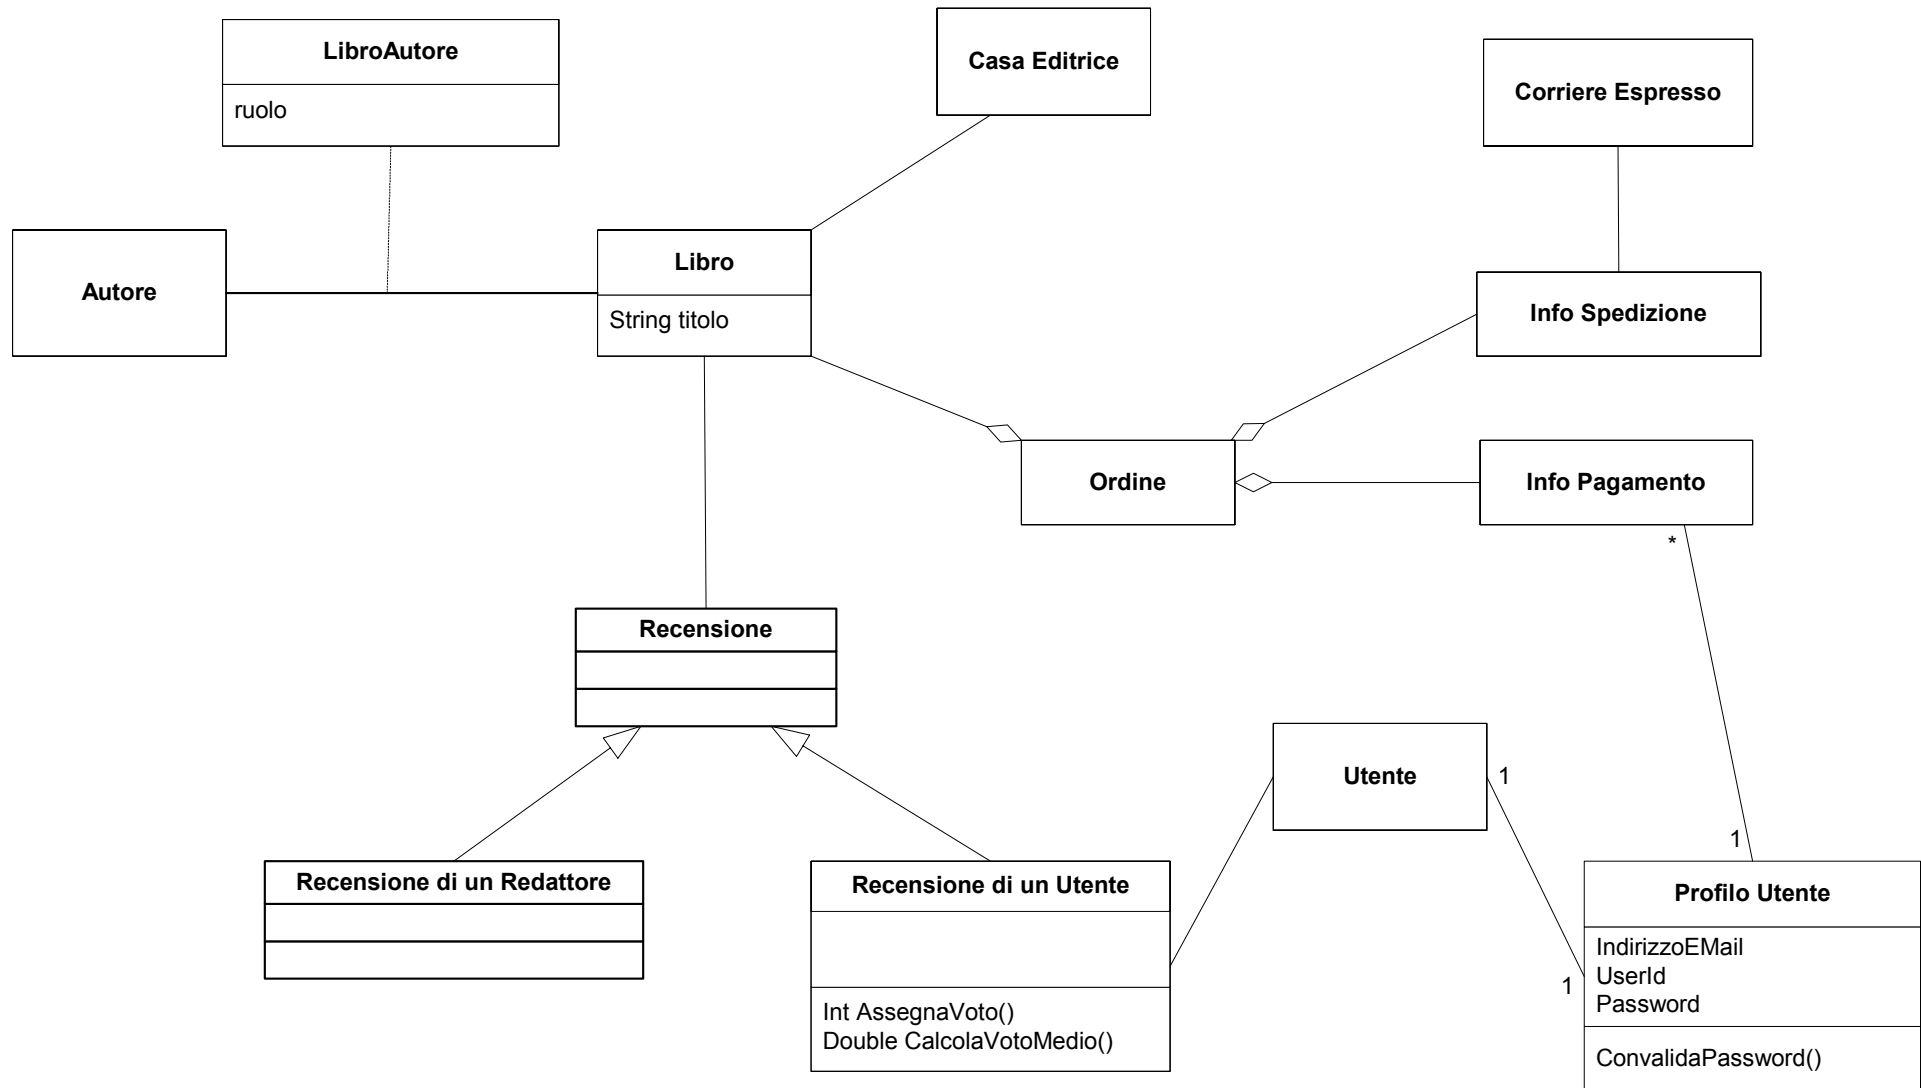 LibroAutore
ruolo
Casa Editrice
Corriere Espresso
Autore
Libro
String titolo
Info Spedizione
Ordine
Info Pagamento
*
Recensione
Utente
1
1
Recensione di un Redattore
Recensione di un Utente
Int AssegnaVoto()
Double CalcolaVotoMedio()
Profilo Utente
1
IndirizzoEMail
UserId
Password
ConvalidaPassword()